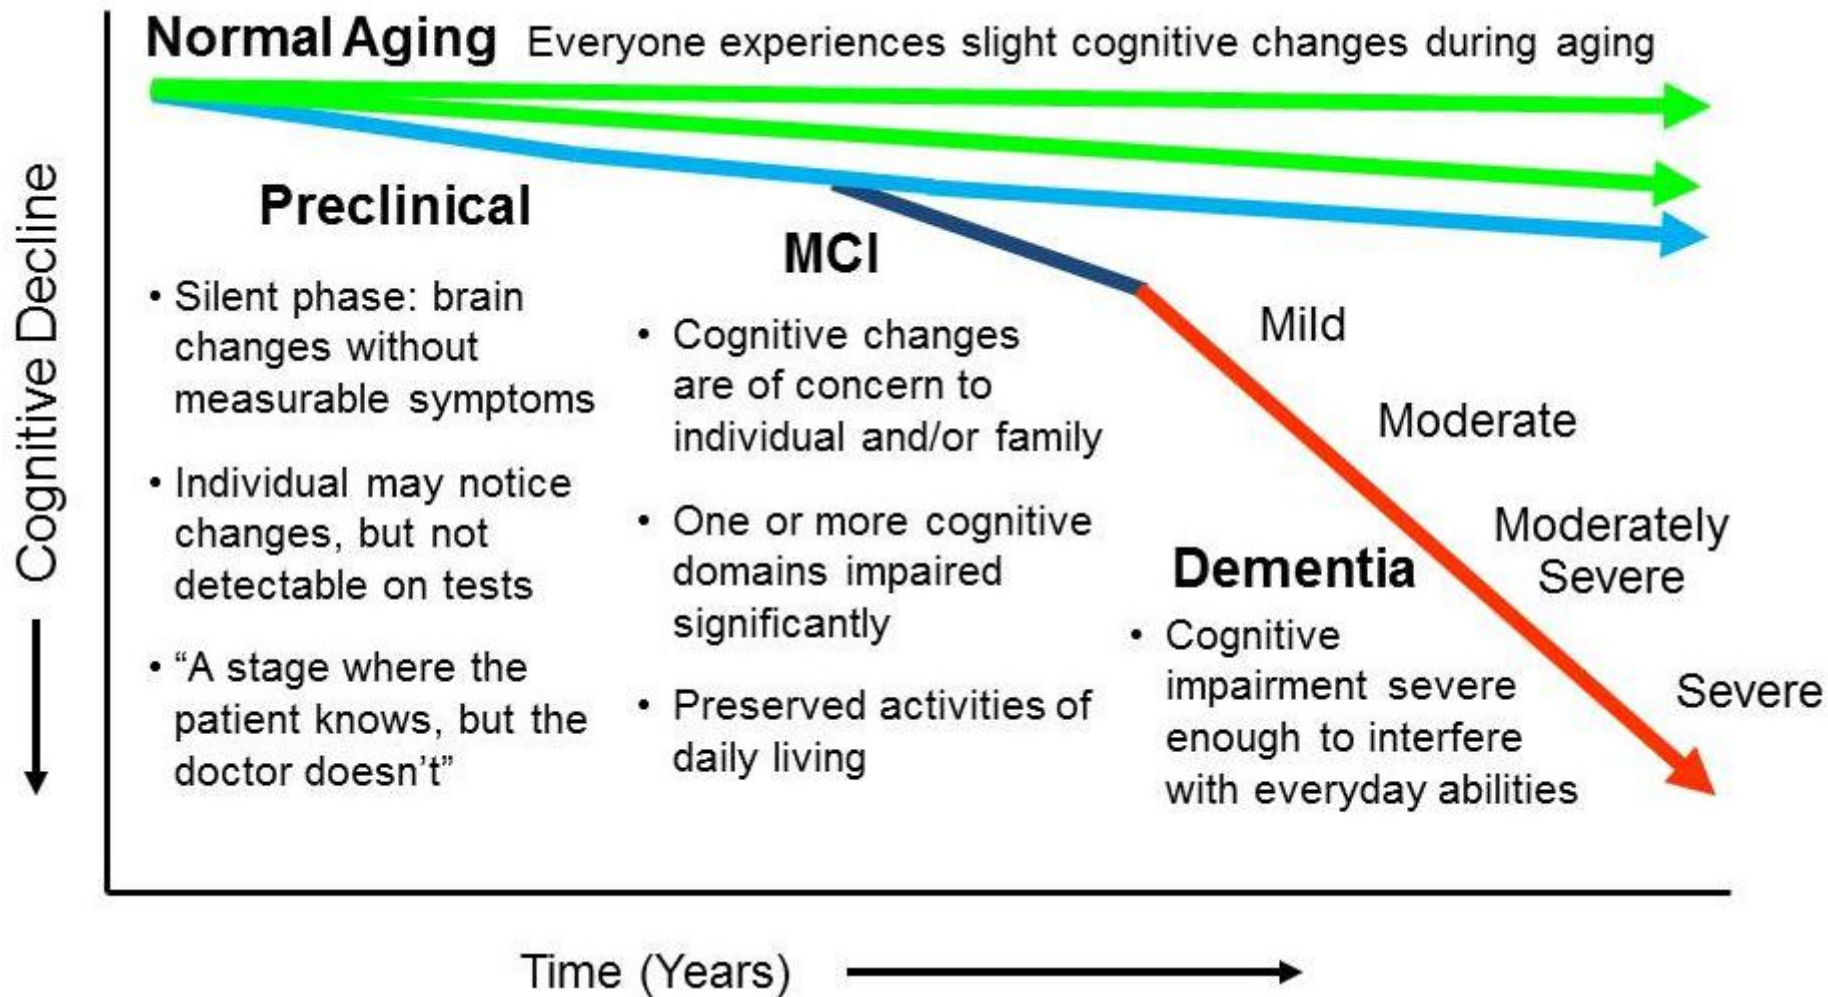 Normal Aging Everyone experiences slight cognitive changes during aging
Cognitive Decline
Preclinical
• Silent phase: brain
changes without
measurable symptoms
• Individual may notice
changes, but not
detectable on tests
• “A stage where the
patient knows, but the
doctor doesn’t”
MCI
• Cognitive changes
are of concern to
individual and/or family
• One or more cognitive
domains impaired
significantly
• Preserved activities of
daily living
Dementia
• Cognitive
impairment severe
enough to interfere
with everyday abilities
Mild
Moderate
Moderately
Severe
Severe
Time (Years)